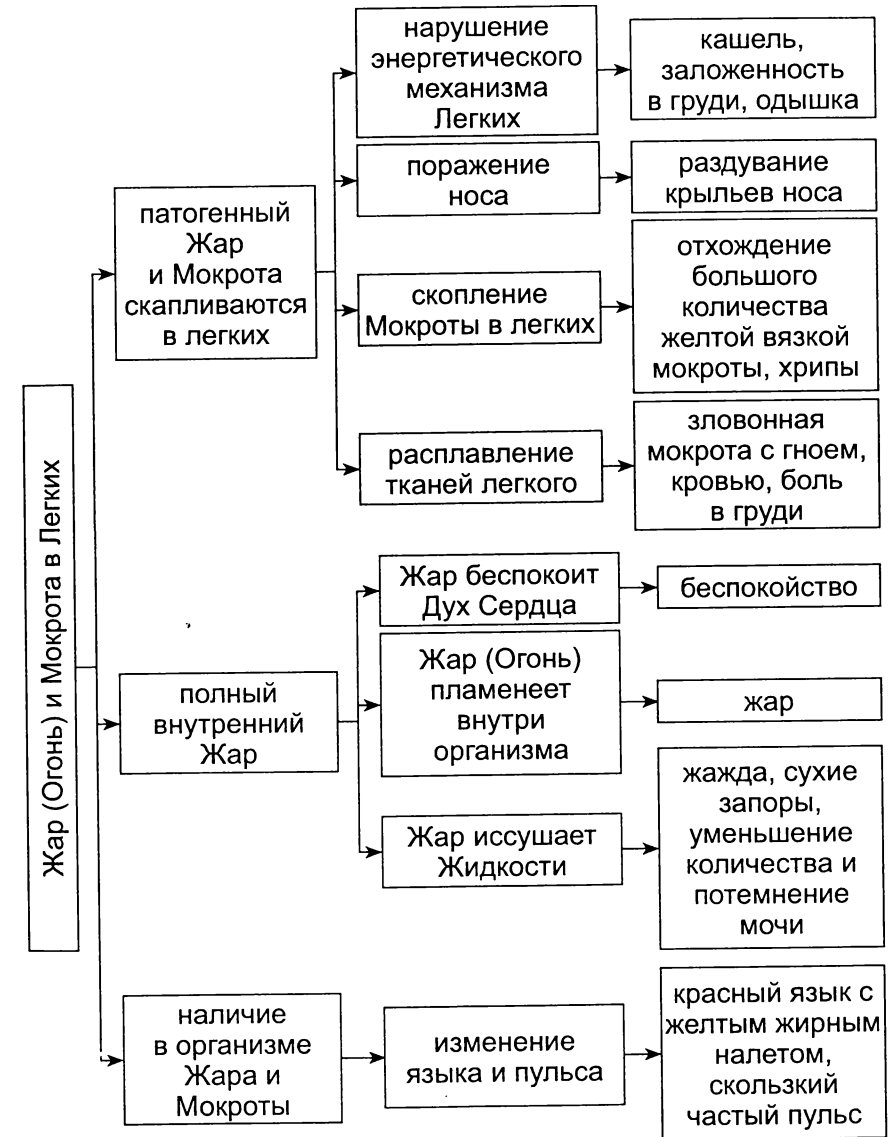 Жар (Огонь) и Мокрота в Легких
патогенный
Жар
и Мокрота
скапливаются
в легких
нарушение
энергетического
механизма
Легких
кашель,
заложенность
в груди, одышка
поражение
носа
раздувание
крыльев носа
скопление
Мокроты в легких
отхождение
большого
количества
желтой вязкой
мокроты, хрипы
расплавление
тканей легкого
зловонная
мокрота с гноем,
кровью, боль
в груди
полный
внутренний
Жар
Жар беспокоит
Дух Сердца
беспокойство
Жар (Огонь)
пламенеет
внутри
организма
жар
Жар иссушает
Жидкости
жажда, сухие
запоры,
уменьшение
количества и
потемнение
мочи
наличие
в организме
Жара и
Мокроты
изменение
языка и пульса
красный язык с
желтым жирным
налетом,
скользкий
частый пульс